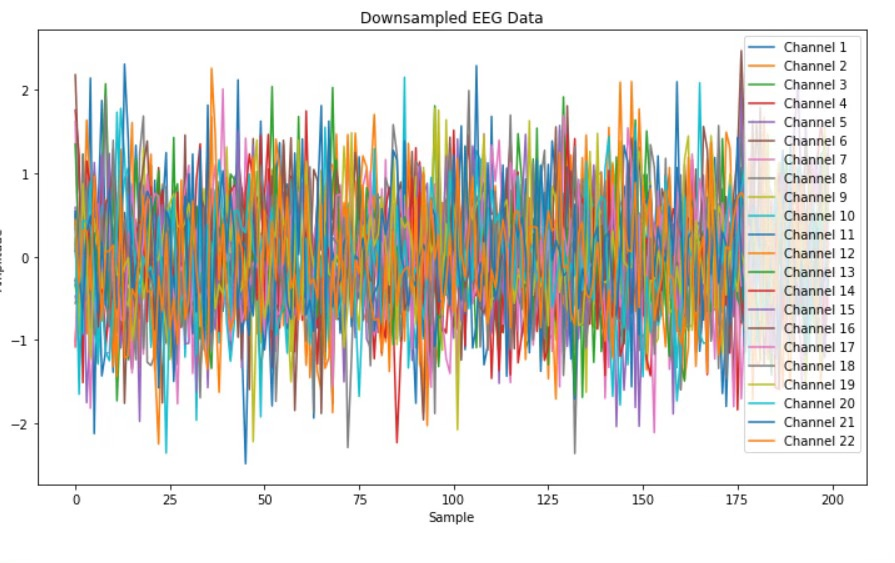 Downsampled EEG Data
2
1
0
−1
−2
0 25 50 75 100 125 150 175 200
Sample
Channel 1
Channel 2
Channel 3
Channel 4
Channel 5
Channel 6
Channel 7
Channel 8
Channel 9
Channel 10
Channel 11
Channel 12
Channel 13
Channel 14
Channel 15
Channel 16
Channel 17
Channel 18
Channel 19
Channel 20
Channel 21
Channel 22